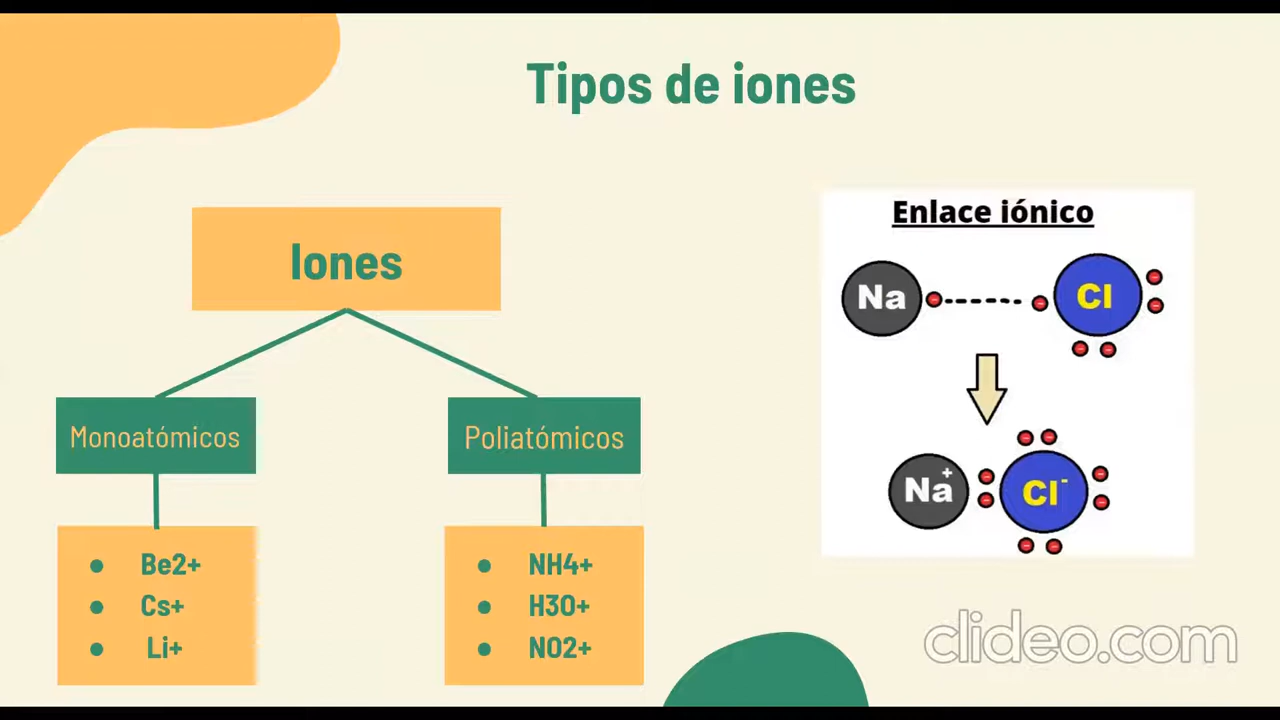 Tipos de iones
Iones
Monoatómicos
Poliatómicos
● Be2+
● Cs+
● Li+
● NH4+
● H3O+
● NO2+
Enlace iónico
Na
Cl
Na+
Cl-
clideo.com